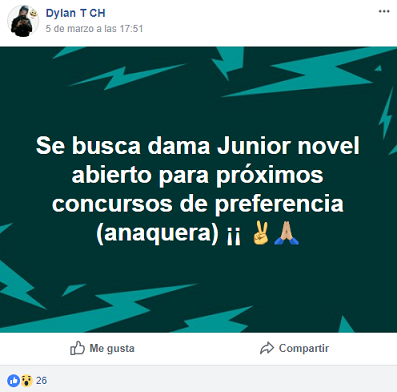 Dylan T CH
5 de marzo a las 17:51
Se busca dama Junior novel
abierto para próximos
concursos de preferencia
(anaquera) ¡¡ ✌🏼🙏🏼
Me gusta
Compartir
26